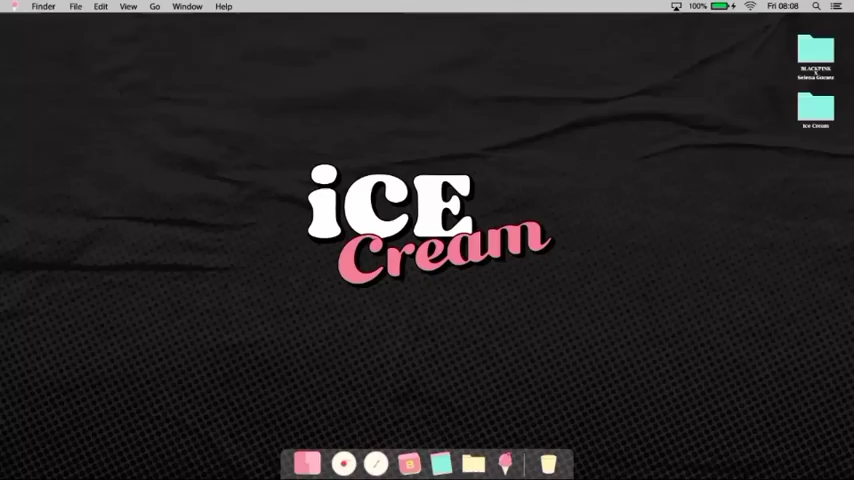 Finder File Edit View Go Window Help 100% Fri 08:08
BLACKPINK
X
Selena Gomez
Ice Cream
iCE
Cream
B